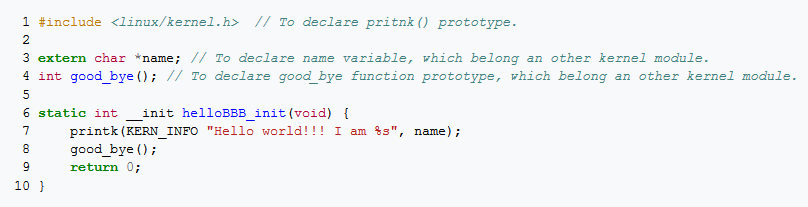 1 #include <linux/kernel.h>  // To declare pritnk() prototype.
2
3 extern char *name; // To declare name variable, which belong an other kernel module.
4 int good_bye(); // To declare good_bye function prototype, which belong an other kernel module.
5
6 static int __init helloBBB_init(void) {
7     printk(KERN_INFO "Hello world!!! I am %s", name);
8     good_bye();
9     return 0;
10 }